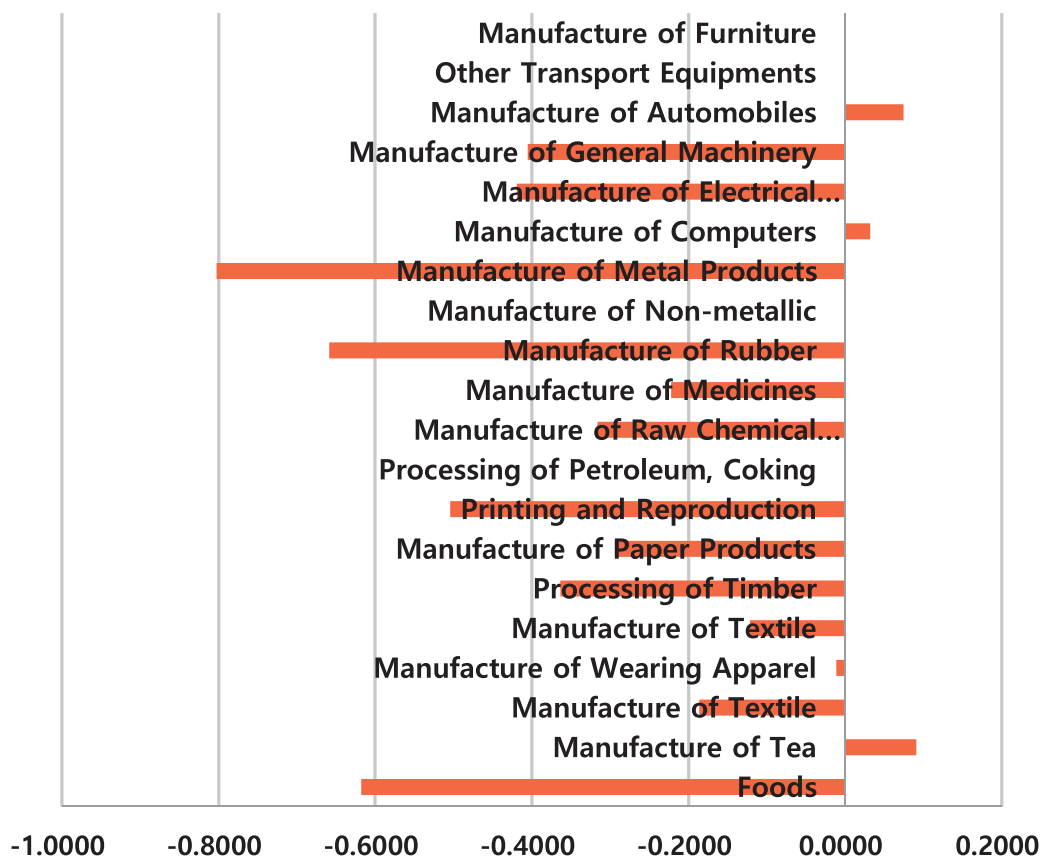 Manufacture of Furniture
Other Transport Equipments
Manufacture of Automobiles
Manufacture of General Machinery
Manufacture of Electrical...
Manufacture of Computers
Manufacture of Metal Products
Manufacture of Non-metallic
Manufacture of Rubber
Manufacture of Medicines
Manufacture of Raw Chemical...
Processing of Petroleum, Coking
Printing and Reproduction
Manufacture of Paper Products
Processing of Timber
Manufacture of Textile
Manufacture of Wearing Apparel
Manufacture of Textile
Manufacture of Tea
Foods
-1.0000 -0.8000 -0.6000 -0.4000 -0.2000 0.0000 0.2000